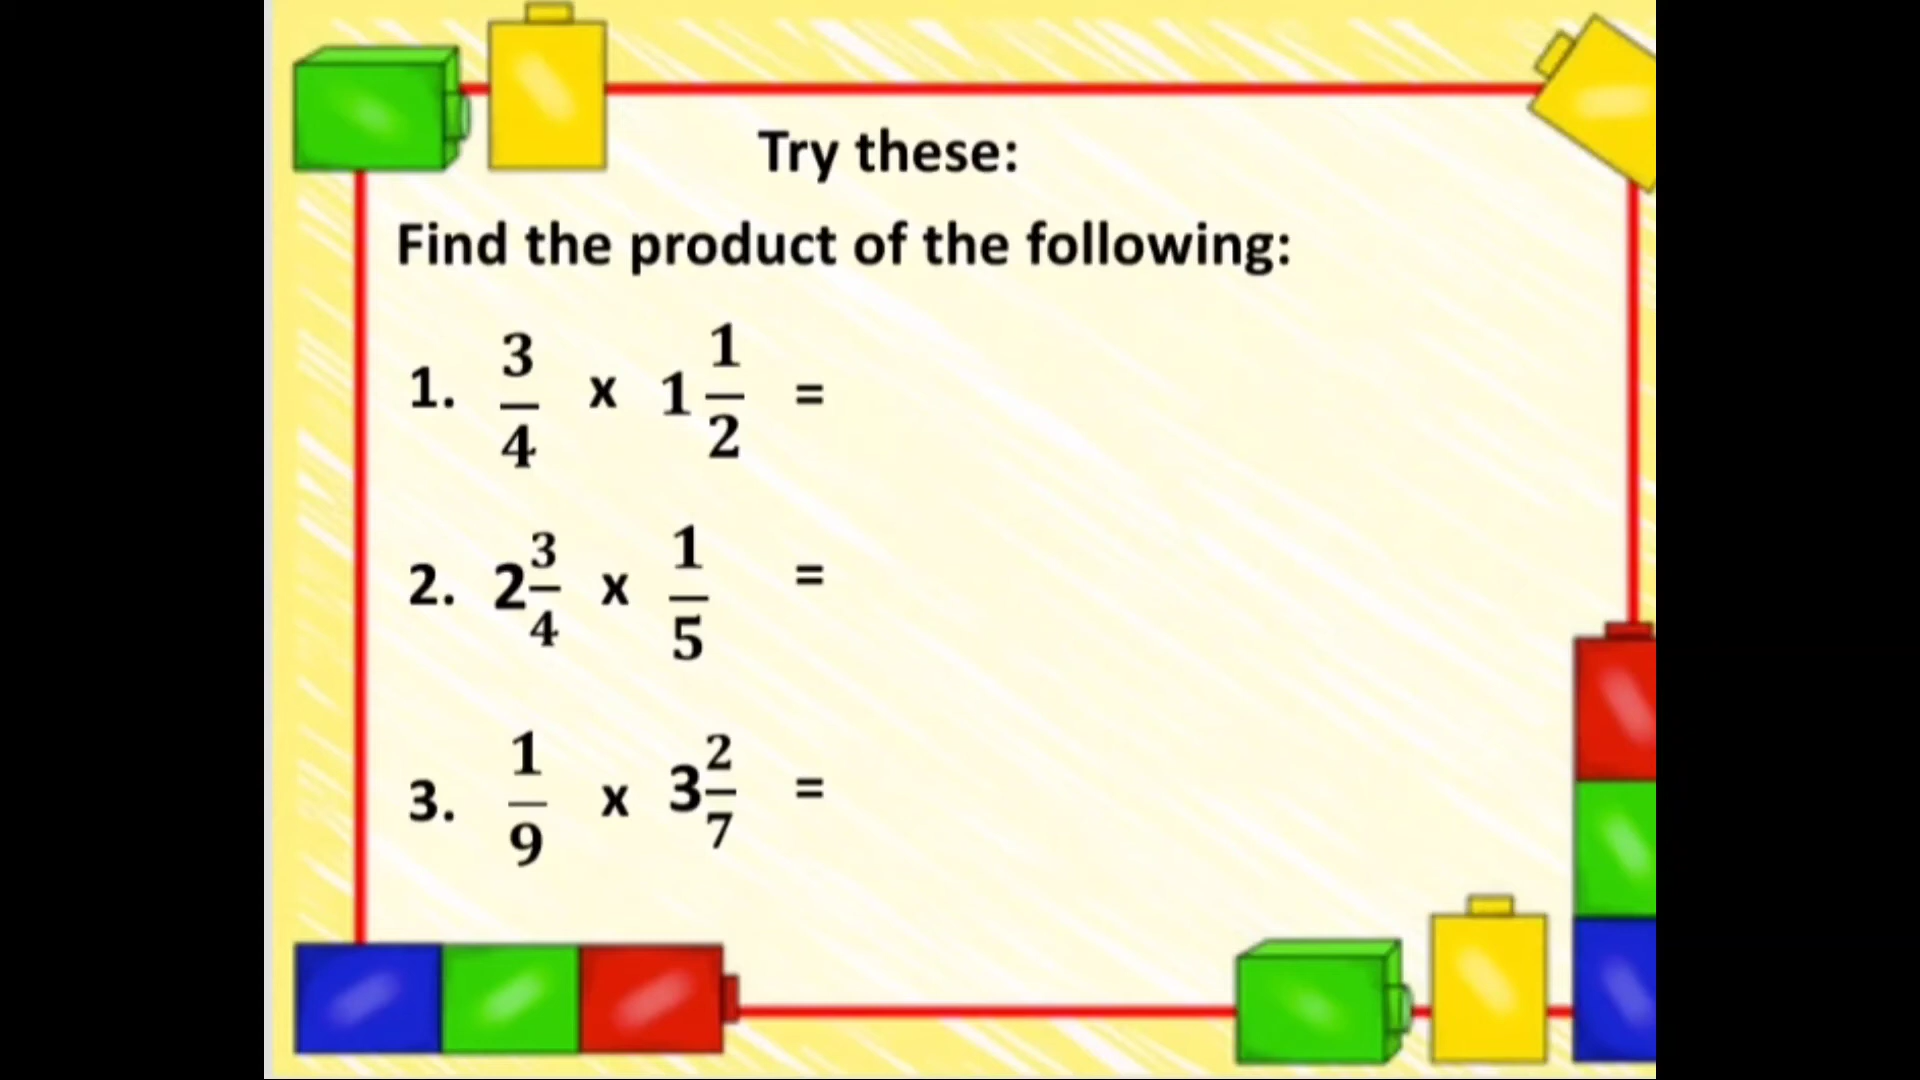 Try these:
Find the product of the following:
1. 3/4 x 1 1/2 =
2. 2 3/4 x 1/5 =
3. 1/9 x 3 2/7 =